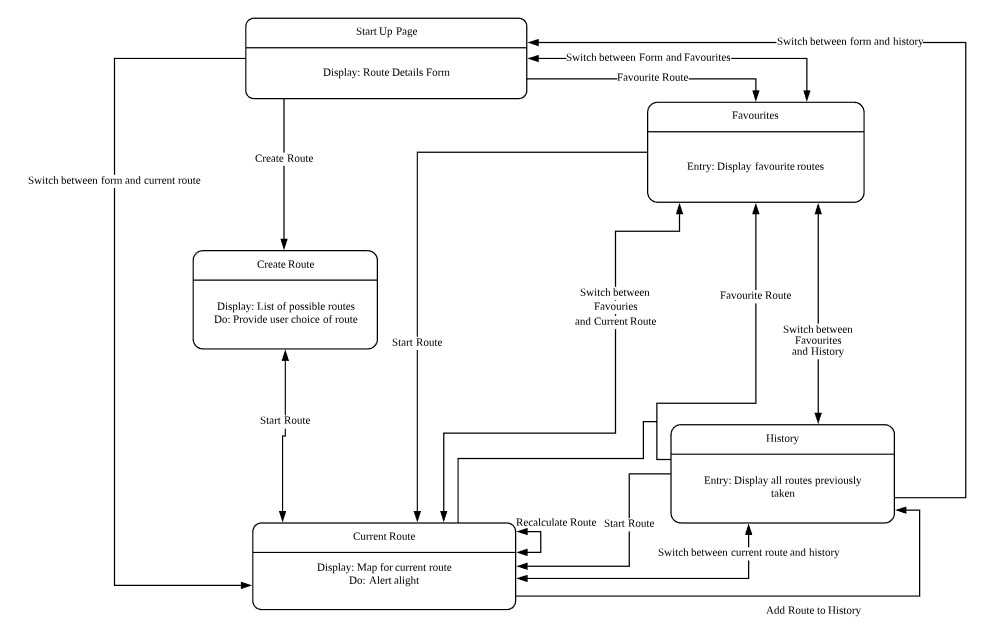 Start Up Page
Switch between form and history
Switch between Form and Favourites
Display: Route Details Form
Favourite Route
Favourites
Create Route
Entry: Display favourite routes
Switch between form and current route
Create Route
Switch between
Favouries
and Current Route
Favourite Route
Display: List of possible routes
Do: Provide user choice of route
Switch between
Favourites
and History
Start Route
Start Route
History
Entry: Display all routes previously
taken
Recalculate Route
Start Route
Current Route
Switch between current route and history
Display: Map for current route
Do: Alert alight
Add Route to History